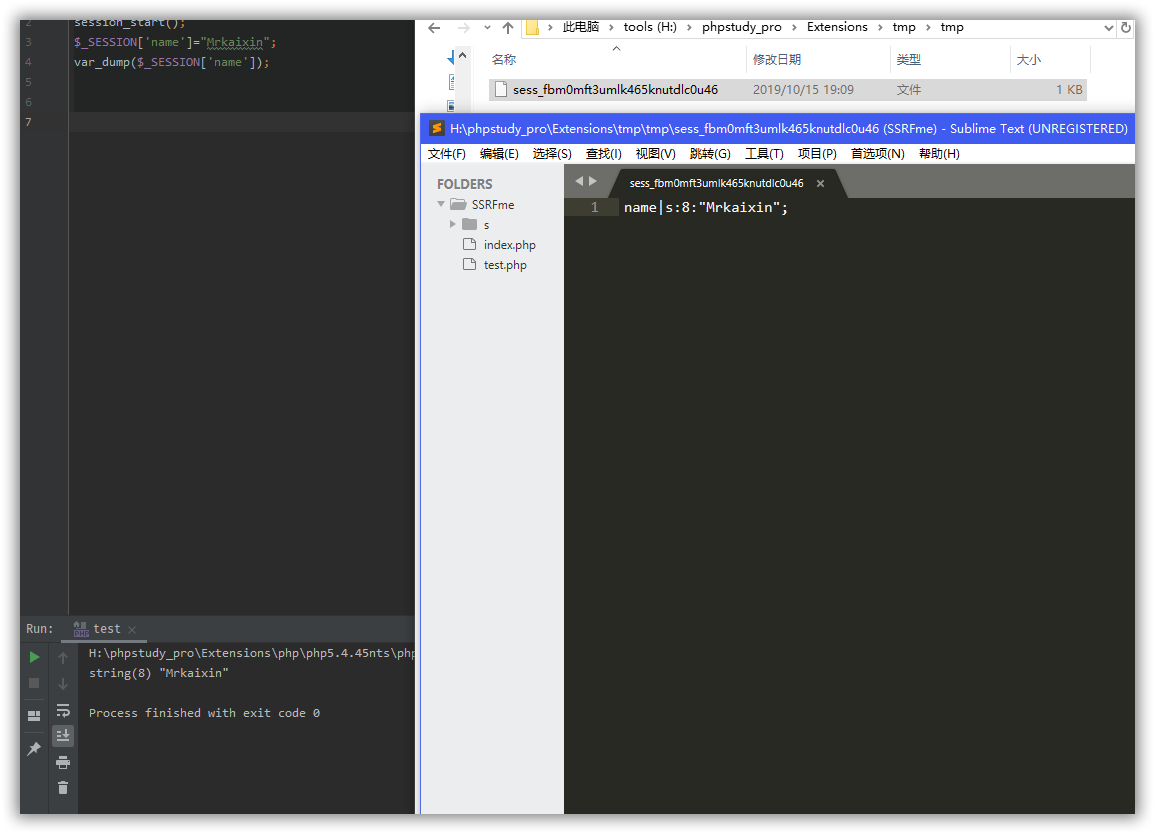 2 session_start();
3 $_SESSION['name']="Mrkaixin";
4 var_dump($_SESSION['name']);
5
6
7
此电脑 › tools (H:) › phpstudy_pro › Extensions › tmp › tmp
名称 修改日期 类型 大小
sess_fbm0mft3umlk465knutdlc0u46 2019/10/15 19:09 文件 1 KB
H:\phpstudy_pro\Extensions\tmp\tmp\sess_fbm0mft3umlk465knutdlc0u46 (SSRFme) - Sublime Text (UNREGISTERED)
文件(F) 编辑(E) 选择(S) 查找(I) 视图(V) 跳转(G) 工具(T) 项目(P) 首选项(N) 帮助(H)
FOLDERS
SSRFme
s
index.php
test.php
sess_fbm0mft3umlk465knutdlc0u46 ×
1 name|s:8:"Mrkaixin";
Run: test ×
H:\phpstudy_pro\Extensions\php\php5.4.45nts\php
string(8) "Mrkaixin"
Process finished with exit code 0